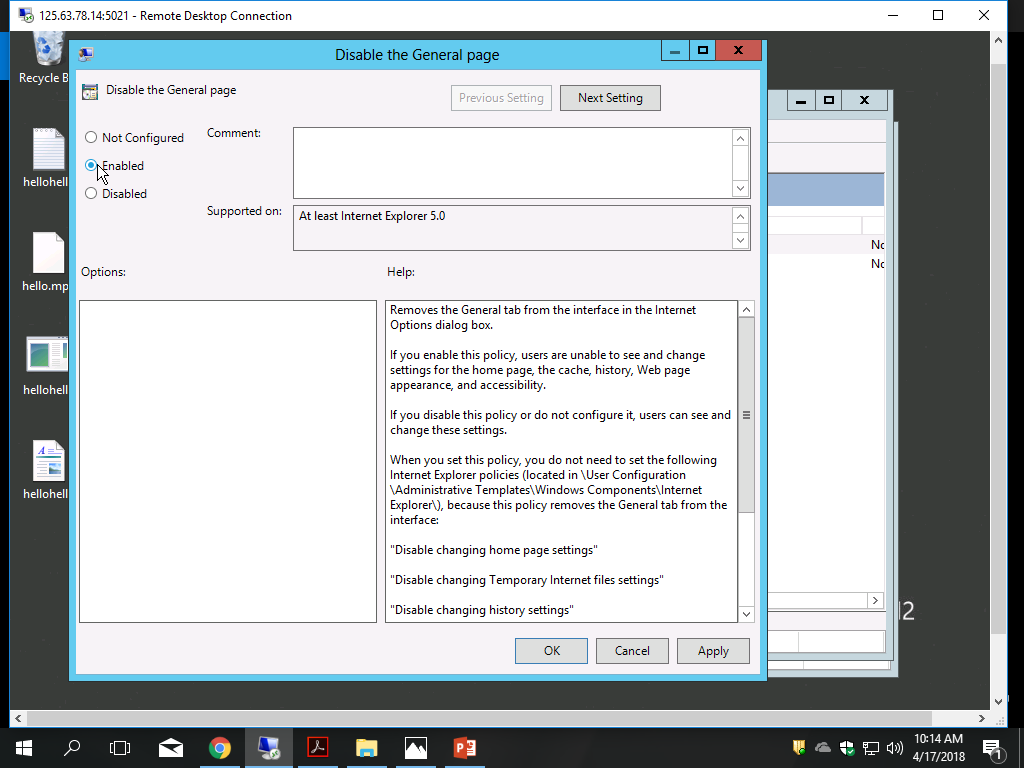 125.63.78.14:5021 - Remote Desktop Connection
Recycle B
hellohell
hello.mp
hellohell
hellohell
Disable the General page
Disable the General page
Previous Setting
Next Setting
Not Configured
Enabled
Disabled
Comment:
Supported on:
At least Internet Explorer 5.0
Options:
Help:
Removes the General tab from the interface in the Internet
Options dialog box.
If you enable this policy, users are unable to see and change
settings for the home page, the cache, history, Web page
appearance, and accessibility.
If you disable this policy or do not configure it, users can see and
change these settings.
When you set this policy, you do not need to set the following
Internet Explorer policies (located in \User Configuration
\Administrative Templates\Windows Components\Internet
Explorer\), because this policy removes the General tab from the
interface:
"Disable changing home page settings"
"Disable changing Temporary Internet files settings"
"Disable changing history settings"
OK
Cancel
Apply
No
No
12
10:14 AM
4/17/2018
1